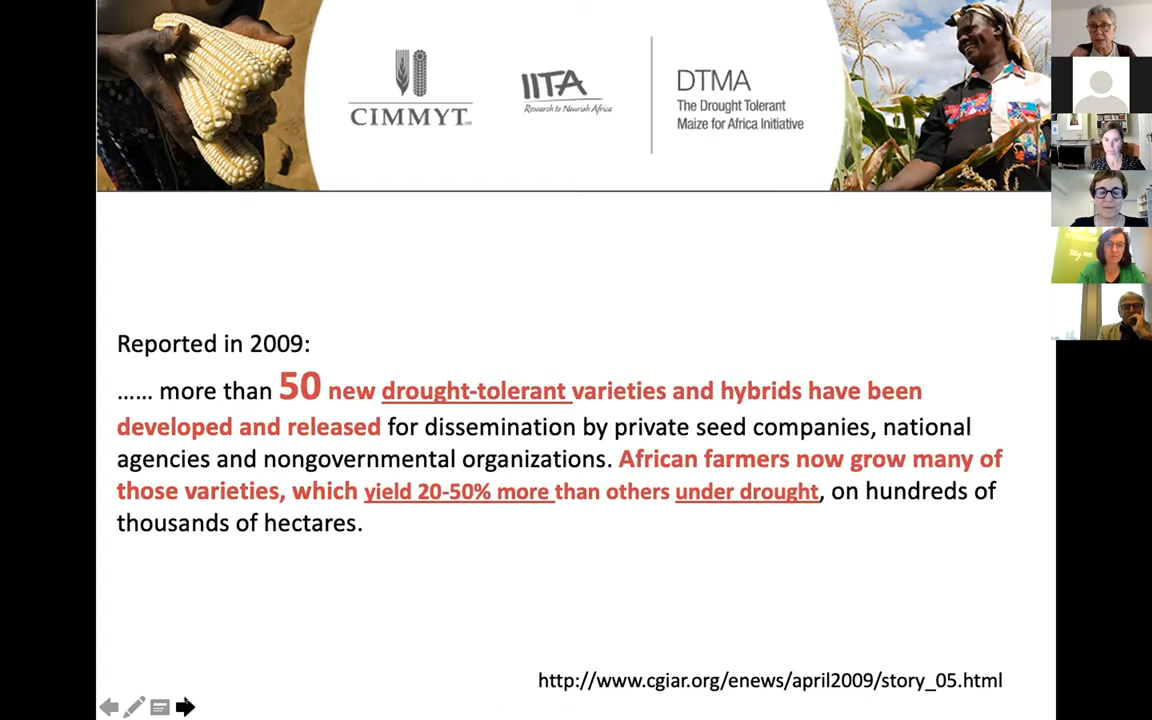 CIMMYT
IITA
Research to Nourish Africa
DTMA
The Drought Tolerant
Maize for Africa Initiative
Reported in 2009:
…… more than 50 new drought-tolerant varieties and hybrids have been
developed and released for dissemination by private seed companies, national
agencies and nongovernmental organizations. African farmers now grow many of
those varieties, which yield 20-50% more than others under drought, on hundreds of
thousands of hectares.
http://www.cgiar.org/enews/april2009/story_05.html